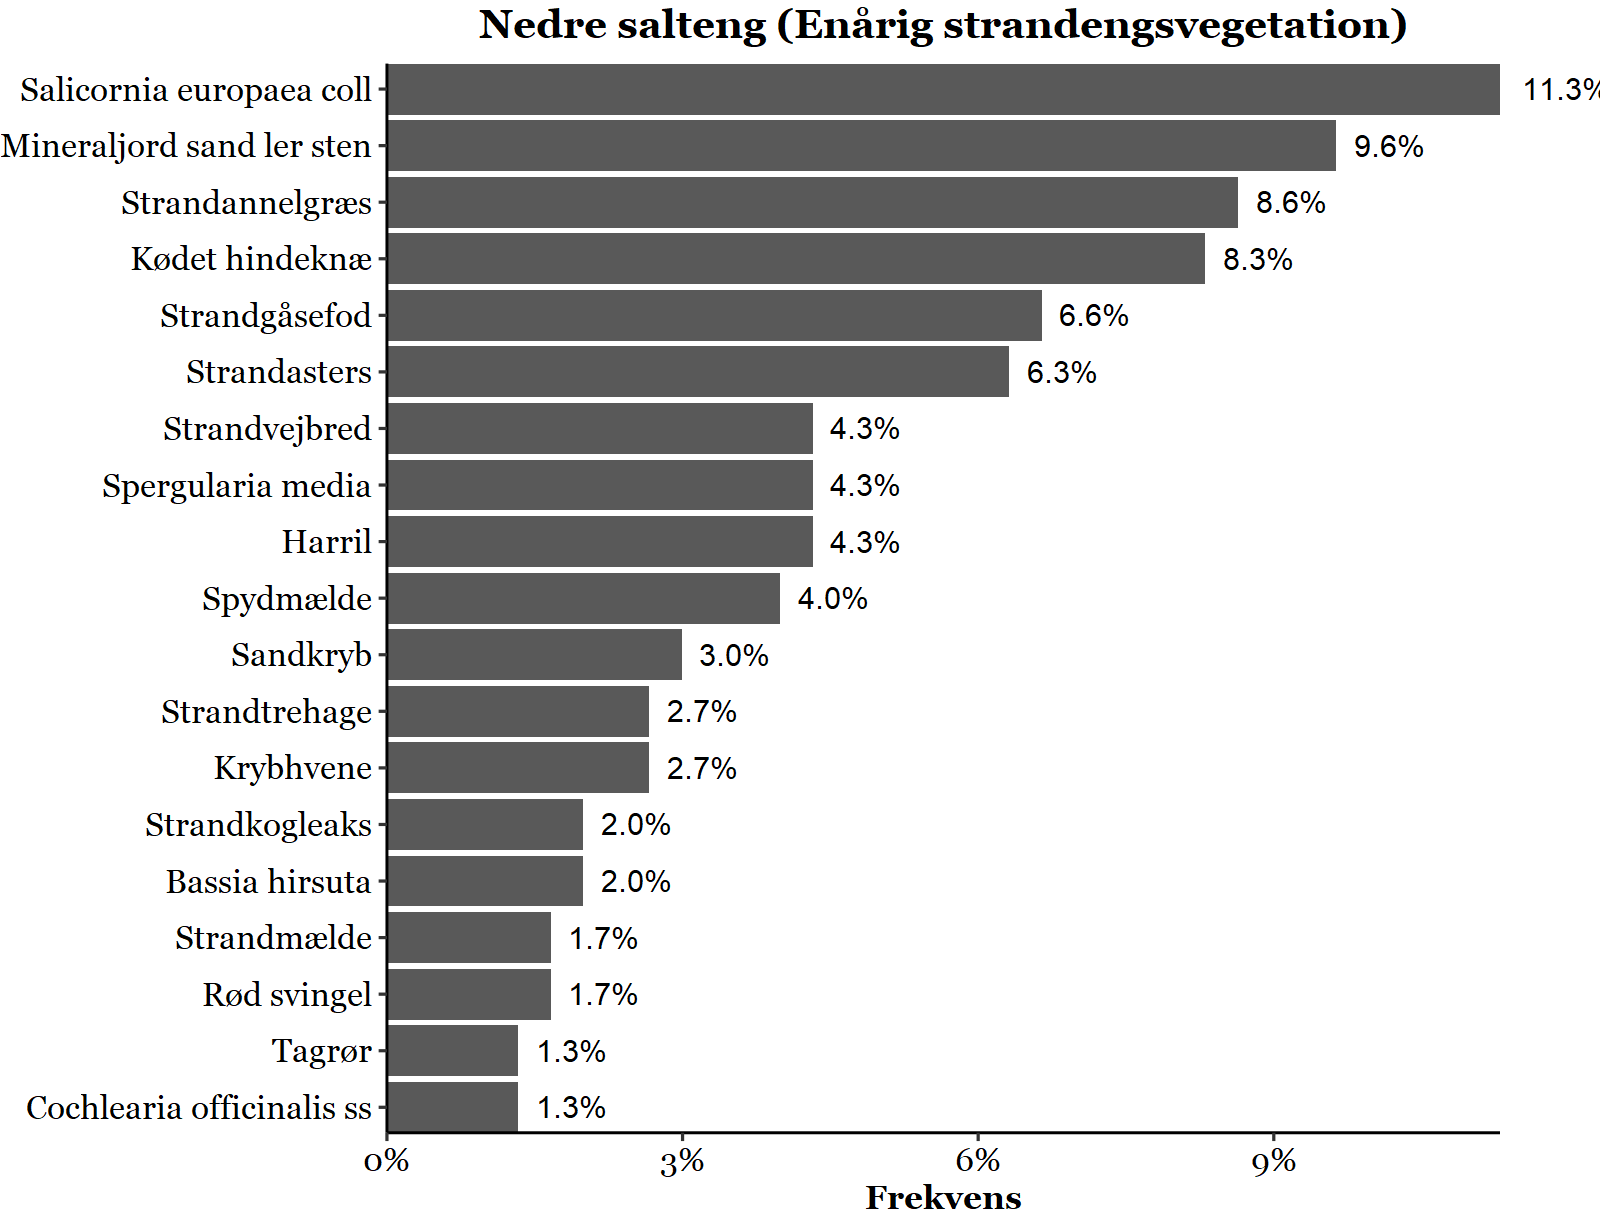 Nedre salteng (Enårig strandengsvegetation)
Salicornia europaea coll 11.3%
Mineraljord sand ler sten 9.6%
Strandannelgræs 8.6%
Kødet hindeknæ 8.3%
Strandgåsefod 6.6%
Strandasters 6.3%
Strandvejbred 4.3%
Spergularia media 4.3%
Harril 4.3%
Spydmælde 4.0%
Sandkryb 3.0%
Strandtrehage 2.7%
Krybhvene 2.7%
Strandkogleaks 2.0%
Bassia hirsuta 2.0%
Strandmælde 1.7%
Rød svingel 1.7%
Tagrør 1.3%
Cochlearia officinalis ss 1.3%
0% 3% 6% 9%
Frekvens